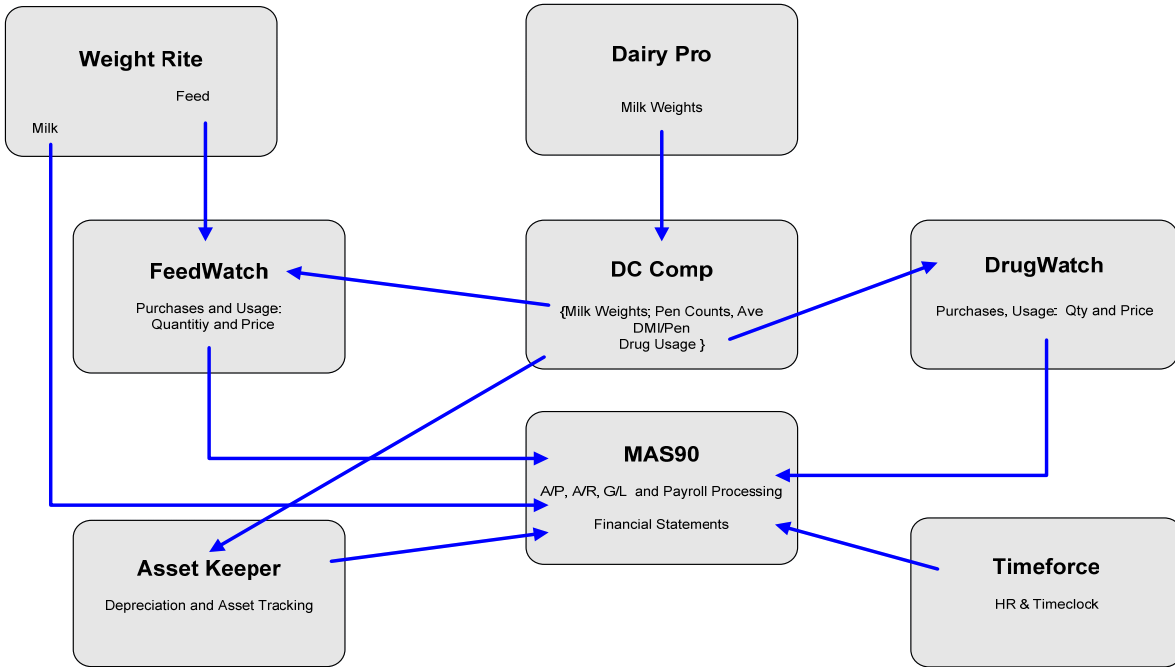 Weight Rite
Feed
Milk
Dairy Pro
Milk Weights
FeedWatch
Purchases and Usage:
Quantitiy and Price
DC Comp
{Milk Weights; Pen Counts, Ave
DMI/Pen
Drug Usage }
DrugWatch
Purchases, Usage: Qty and Price
MAS90
A/P, A/R, G/L and Payroll Processing
Financial Statements
Asset Keeper
Depreciation and Asset Tracking
Timeforce
HR & Timeclock